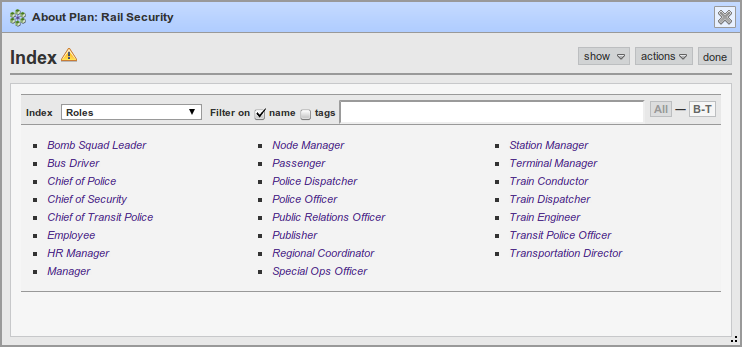 About Plan: Rail Security
Index
show actions done
Index Roles Filter on name tags All — B-T
Bomb Squad Leader Node Manager Station Manager
Bus Driver Passenger Terminal Manager
Chief of Police Police Dispatcher Train Conductor
Chief of Security Police Officer Train Dispatcher
Chief of Transit Police Public Relations Officer Train Engineer
Employee Publisher Transit Police Officer
HR Manager Regional Coordinator Transportation Director
Manager Special Ops Officer